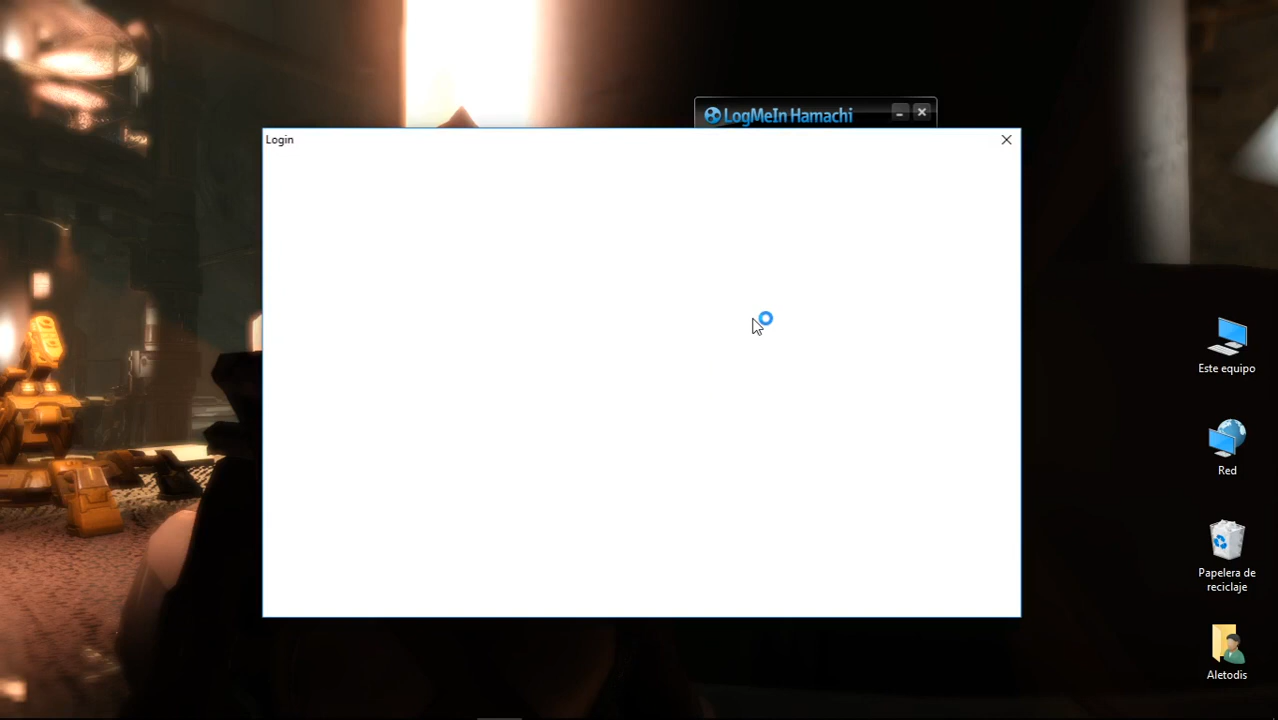 LogMeIn Hamachi
Login
Este equipo
Red
Papelera de
reciclaje
Aletodis